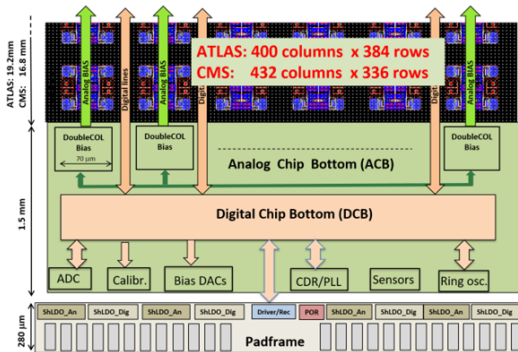 ATLAS: 400 columns x 384 rows
CMS: 432 columns x 336 rows
ATLAS: 19.2mm
CMS: 16.8 mm
Analog BIAS
Digital lines
Analog BIAS
Analog BIAS
DoubleCOL
Bias
70 µm
DoubleCOL
Bias
DoubleCOL
Bias
Analog Chip Bottom (ACB)
1.5 mm
Digital Chip Bottom (DCB)
ADC
Calibr.
Bias DACs
CDR/PLL
Sensors
Ring osc.
280 µm
ShLDO_An
ShLDO_Dig
ShLDO_An
ShLDO_Dig
Driver/Rec
POR
ShLDO_An
ShLDO_Dig
ShLDO_An
ShLDO_Dig
Padframe